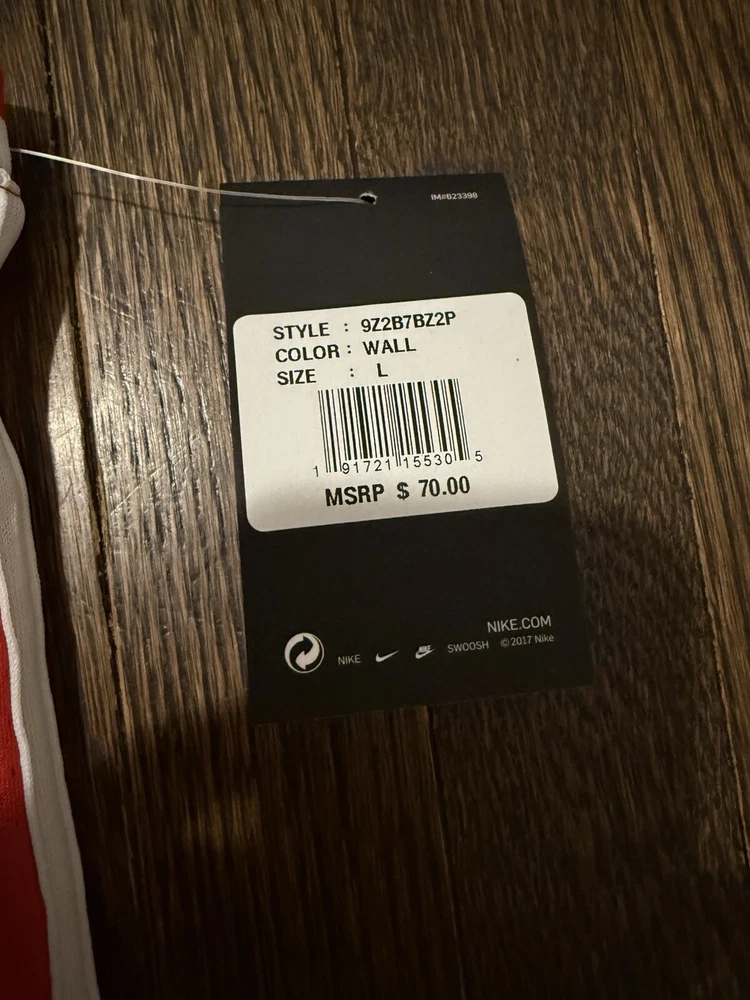 IM#623398
STYLE : 9Z2B7BZ2P
COLOR : WALL
SIZE : L
1 91721 15530 5
MSRP $ 70.00
NIKE.COM
NIKE NIKE SWOOSH © 2017 Nike